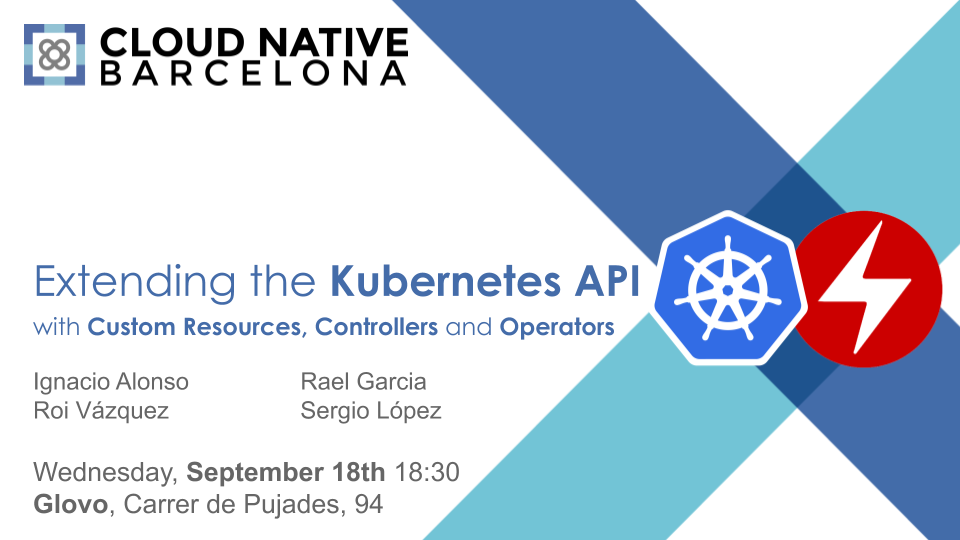 CLOUD NATIVE
BARCELONA
Extending the Kubernetes API
with Custom Resources, Controllers and Operators
Ignacio Alonso
Roi Vázquez
Rael Garcia
Sergio López
Wednesday, September 18th 18:30
Glovo, Carrer de Pujades, 94